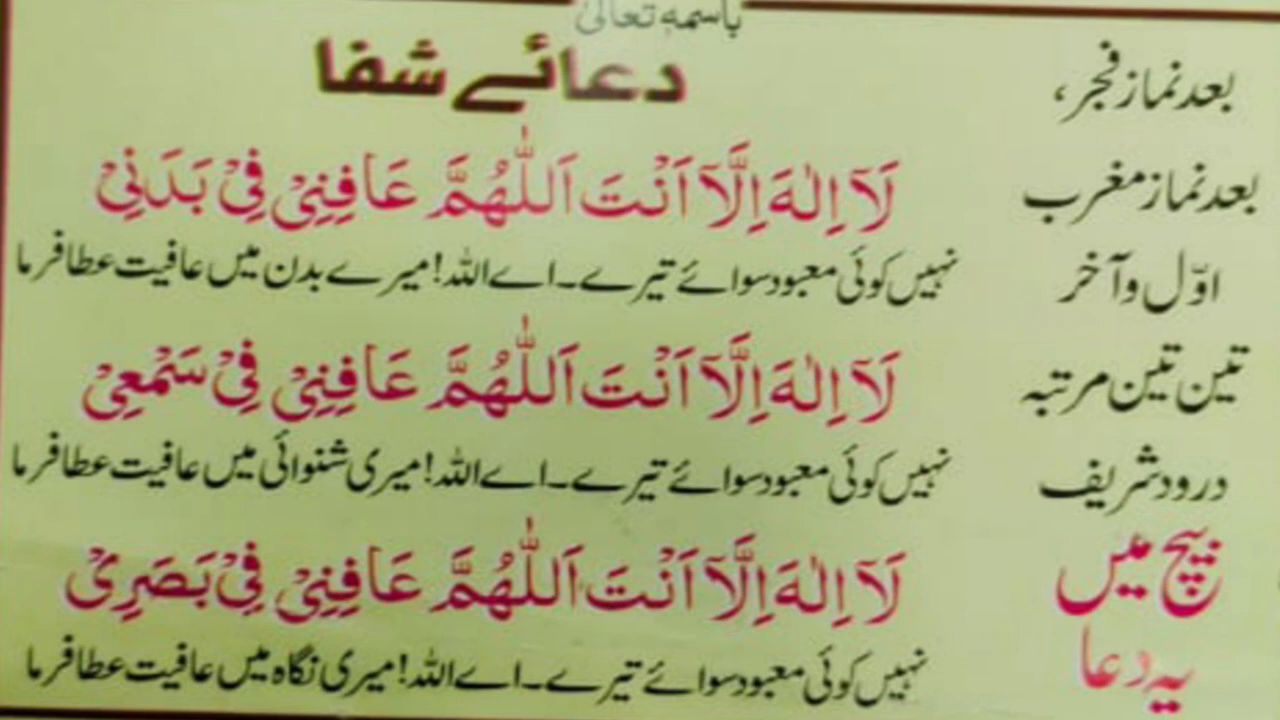 باسمہٖ تعالیٰ
دعائے شفا
بعد نماز فجر،
بعد نماز مغرب
اوّل و آخر
تین تین مرتبہ
درود شریف
بیچ میں
یہ دعا
لَآ اِلٰهَ اِلَّآ اَنْتَ اَللّٰهُمَّ عَافِنِیْ فِیْ بَدَنِیْ
نہیں کوئی معبود سوائے تیرے۔ اے اللہ! میرے بدن میں عافیت عطا فرما
لَآ اِلٰهَ اِلَّآ اَنْتَ اَللّٰهُمَّ عَافِنِیْ فِیْ سَمْعِیْ
نہیں کوئی معبود سوائے تیرے۔ اے اللہ! میری شنوائی میں عافیت عطا فرما
لَآ اِلٰهَ اِلَّآ اَنْتَ اَللّٰهُمَّ عَافِنِیْ فِیْ بَصَرِیْ
نہیں کوئی معبود سوائے تیرے۔ اے اللہ! میری نگاہ میں عافیت عطا فرما